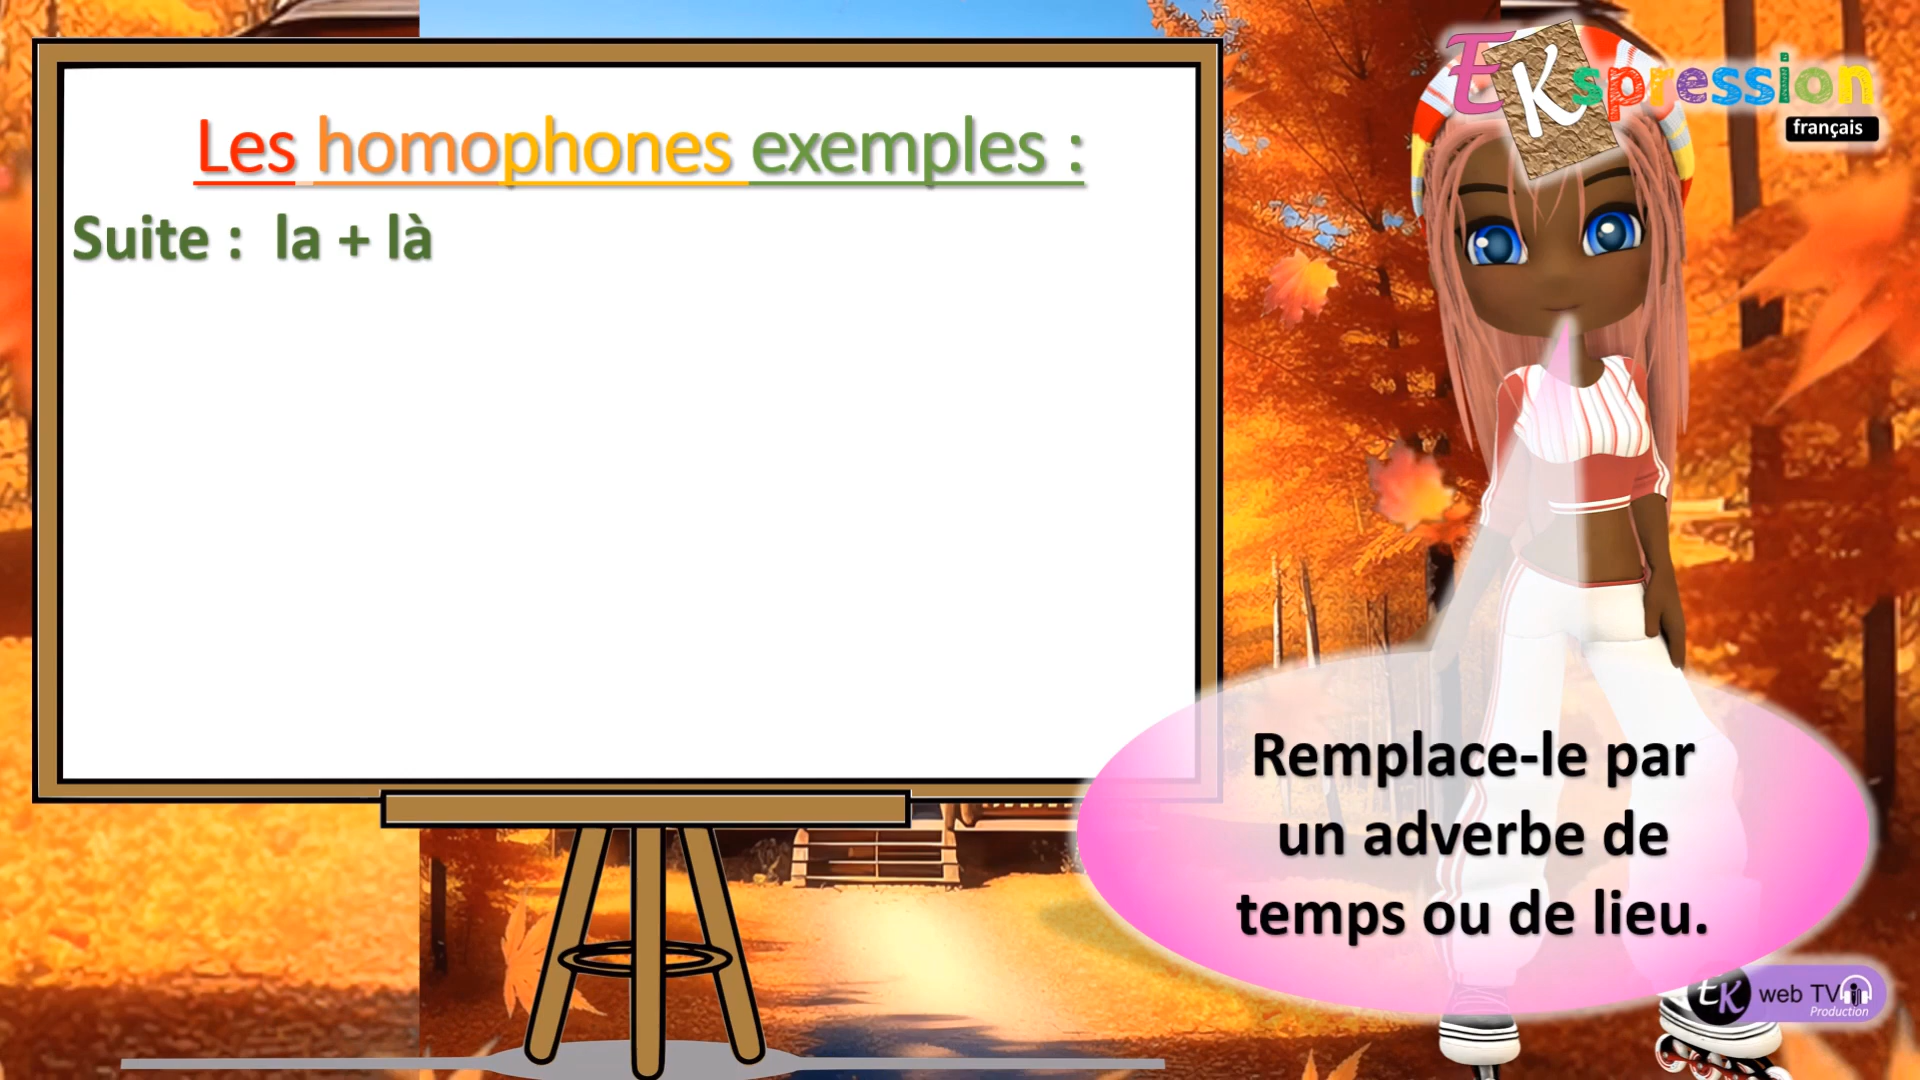 Les homophones exemples :
Suite : la + là
EKspression
français
Remplace-le par
un adverbe de
temps ou de lieu.
EK web TV
Production